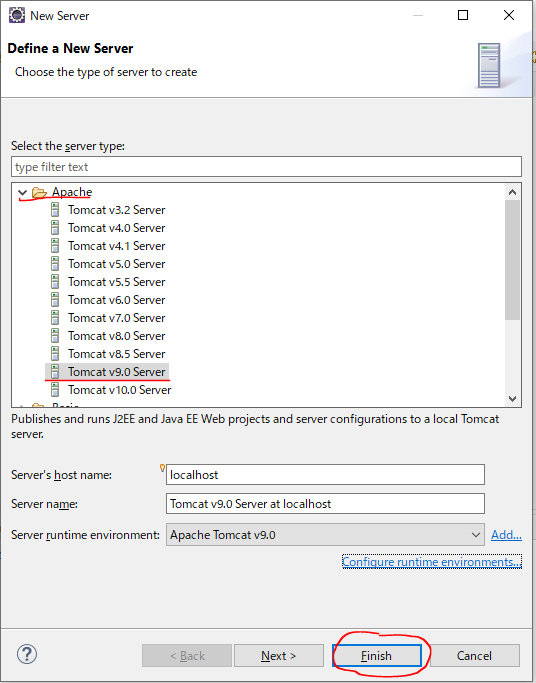 New Server
Define a New Server
Choose the type of server to create
Select the server type:
type filter text
Apache
Tomcat v3.2 Server
Tomcat v4.0 Server
Tomcat v4.1 Server
Tomcat v5.0 Server
Tomcat v5.5 Server
Tomcat v6.0 Server
Tomcat v7.0 Server
Tomcat v8.0 Server
Tomcat v8.5 Server
Tomcat v9.0 Server
Tomcat v10.0 Server
Basic
Publishes and runs J2EE and Java EE Web projects and server configurations to a local Tomcat
server.
Server's host name: localhost
Server name: Tomcat v9.0 Server at localhost
Server runtime environment: Apache Tomcat v9.0 Add...
Configure runtime environments...
? < Back Next > Finish Cancel